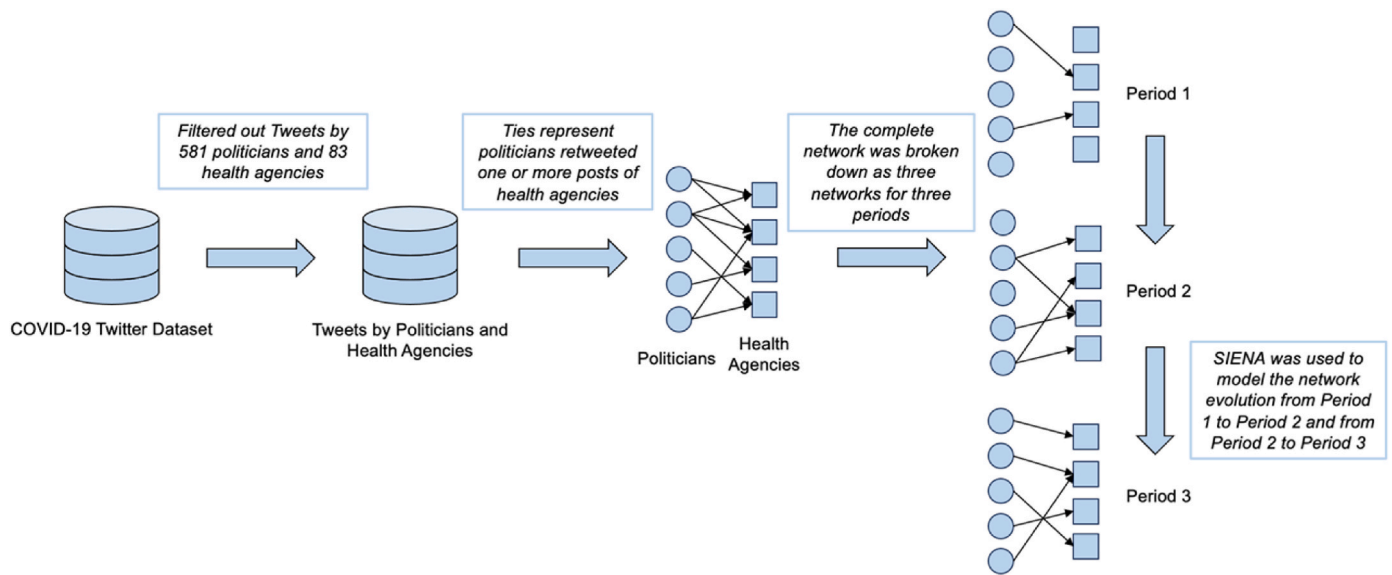 Filtered out Tweets by
581 politicians and 83
health agencies
Ties represent
politicians retweeted
one or more posts of
health agencies
The complete
network was broken
down as three
networks for three
periods
COVID-19 Twitter Dataset
Tweets by Politicians and
Health Agencies
Politicians
Health
Agencies
Period 1
Period 2
SIENA was used to
model the network
evolution from Period
1 to Period 2 and from
Period 2 to Period 3
Period 3